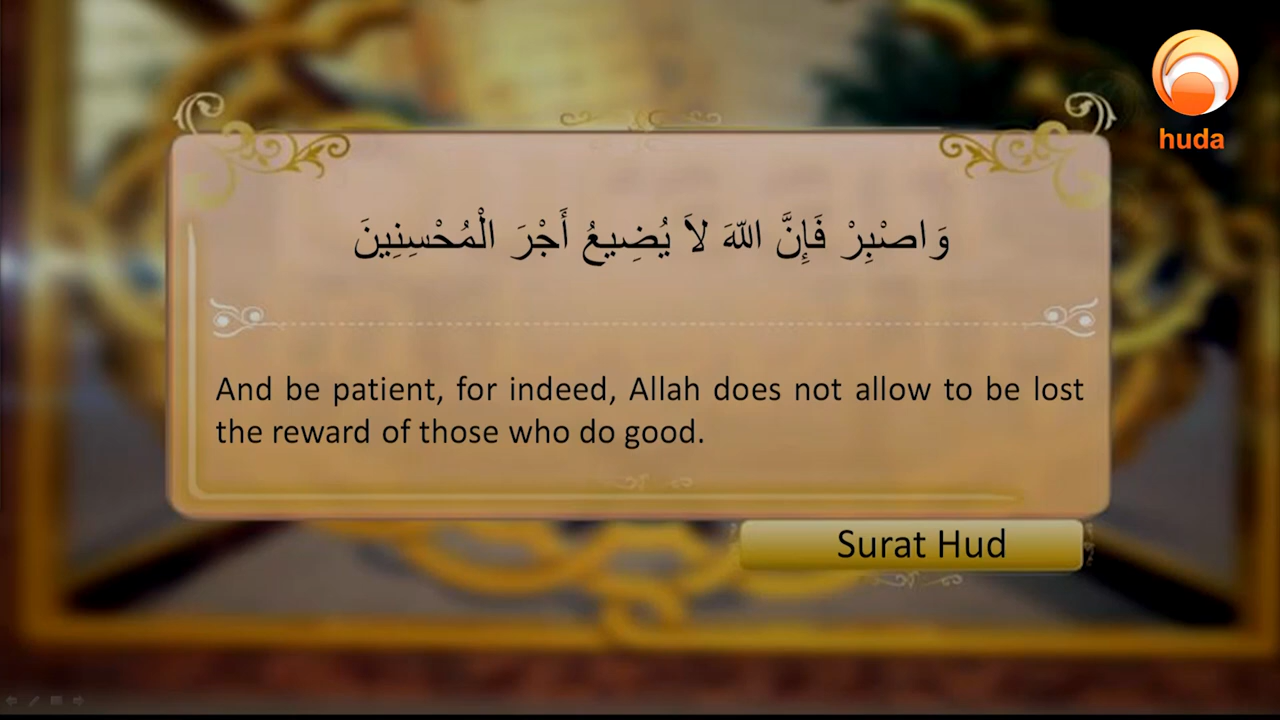 huda
وَاصْبِرْ فَإِنَّ اللّهَ لاَ يُضِيعُ أَجْرَ الْمُحْسِنِينَ
And be patient, for indeed, Allah does not allow to be lost
the reward of those who do good.
Surat Hud